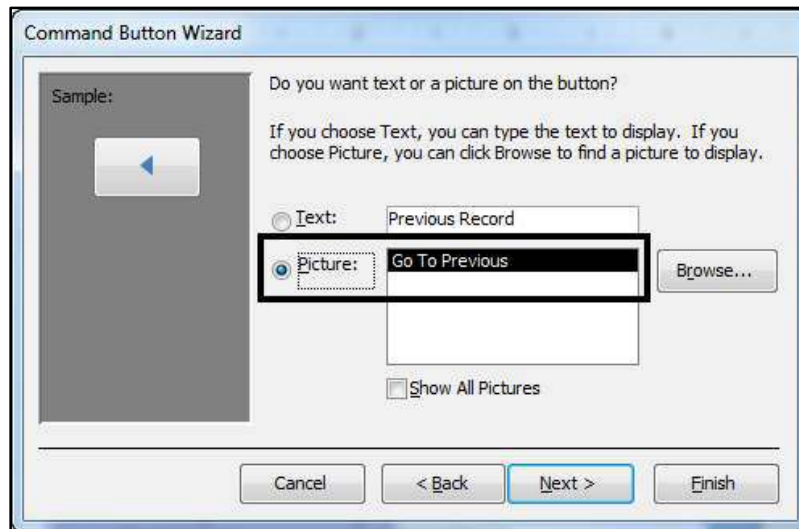 Command Button Wizard
Sample:
Do you want text or a picture on the button?
If you choose Text, you can type the text to display. If you
choose Picture, you can click Browse to find a picture to display.
Text:
Previous Record
Picture:
Go To Previous
Browse...
Show All Pictures
Cancel
< Back
Next >
Finish